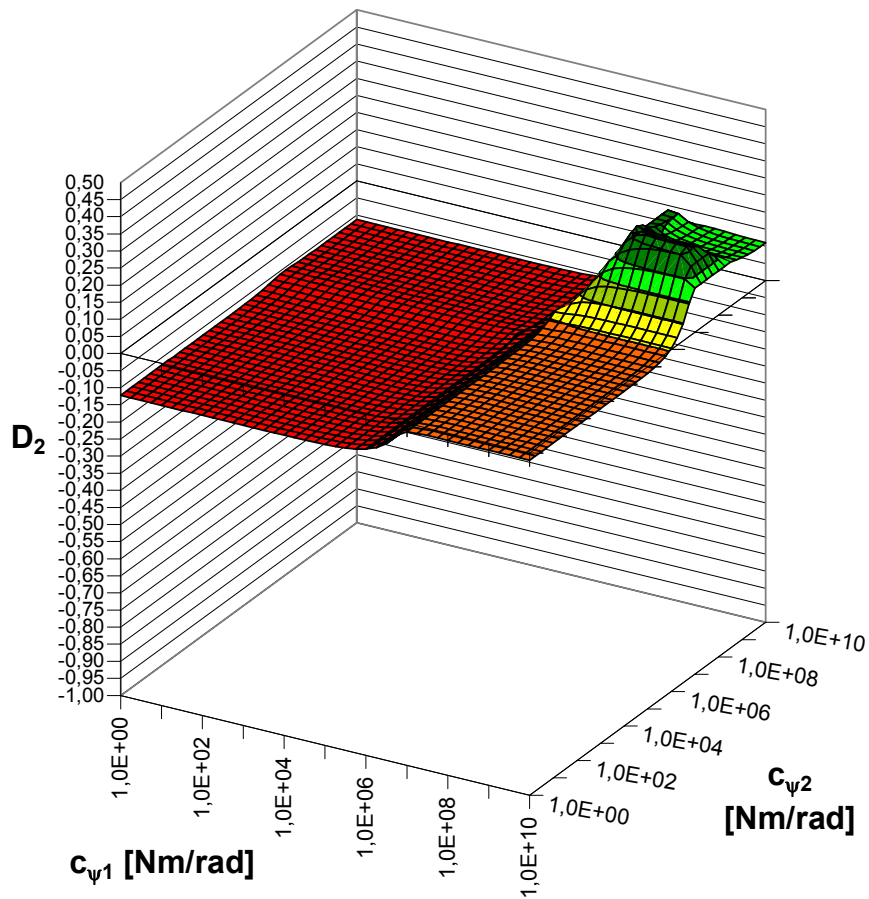 0,50
0,45
0,40
0,35
0,30
0,25
0,20
0,15
0,10
0,05
0,00
-0,05
-0,10
-0,15
-0,20
-0,25
-0,30
-0,35
-0,40
-0,45
-0,50
-0,55
-0,60
-0,65
-0,70
-0,75
-0,80
-0,85
-0,90
-0,95
-1,00
D₂
1,0E+00
1,0E+02
1,0E+04
1,0E+06
1,0E+08
1,0E+10
cψ1 [Nm/rad]
1,0E+10
1,0E+08
1,0E+06
1,0E+04
1,0E+02
1,0E+00
cψ2
[Nm/rad]